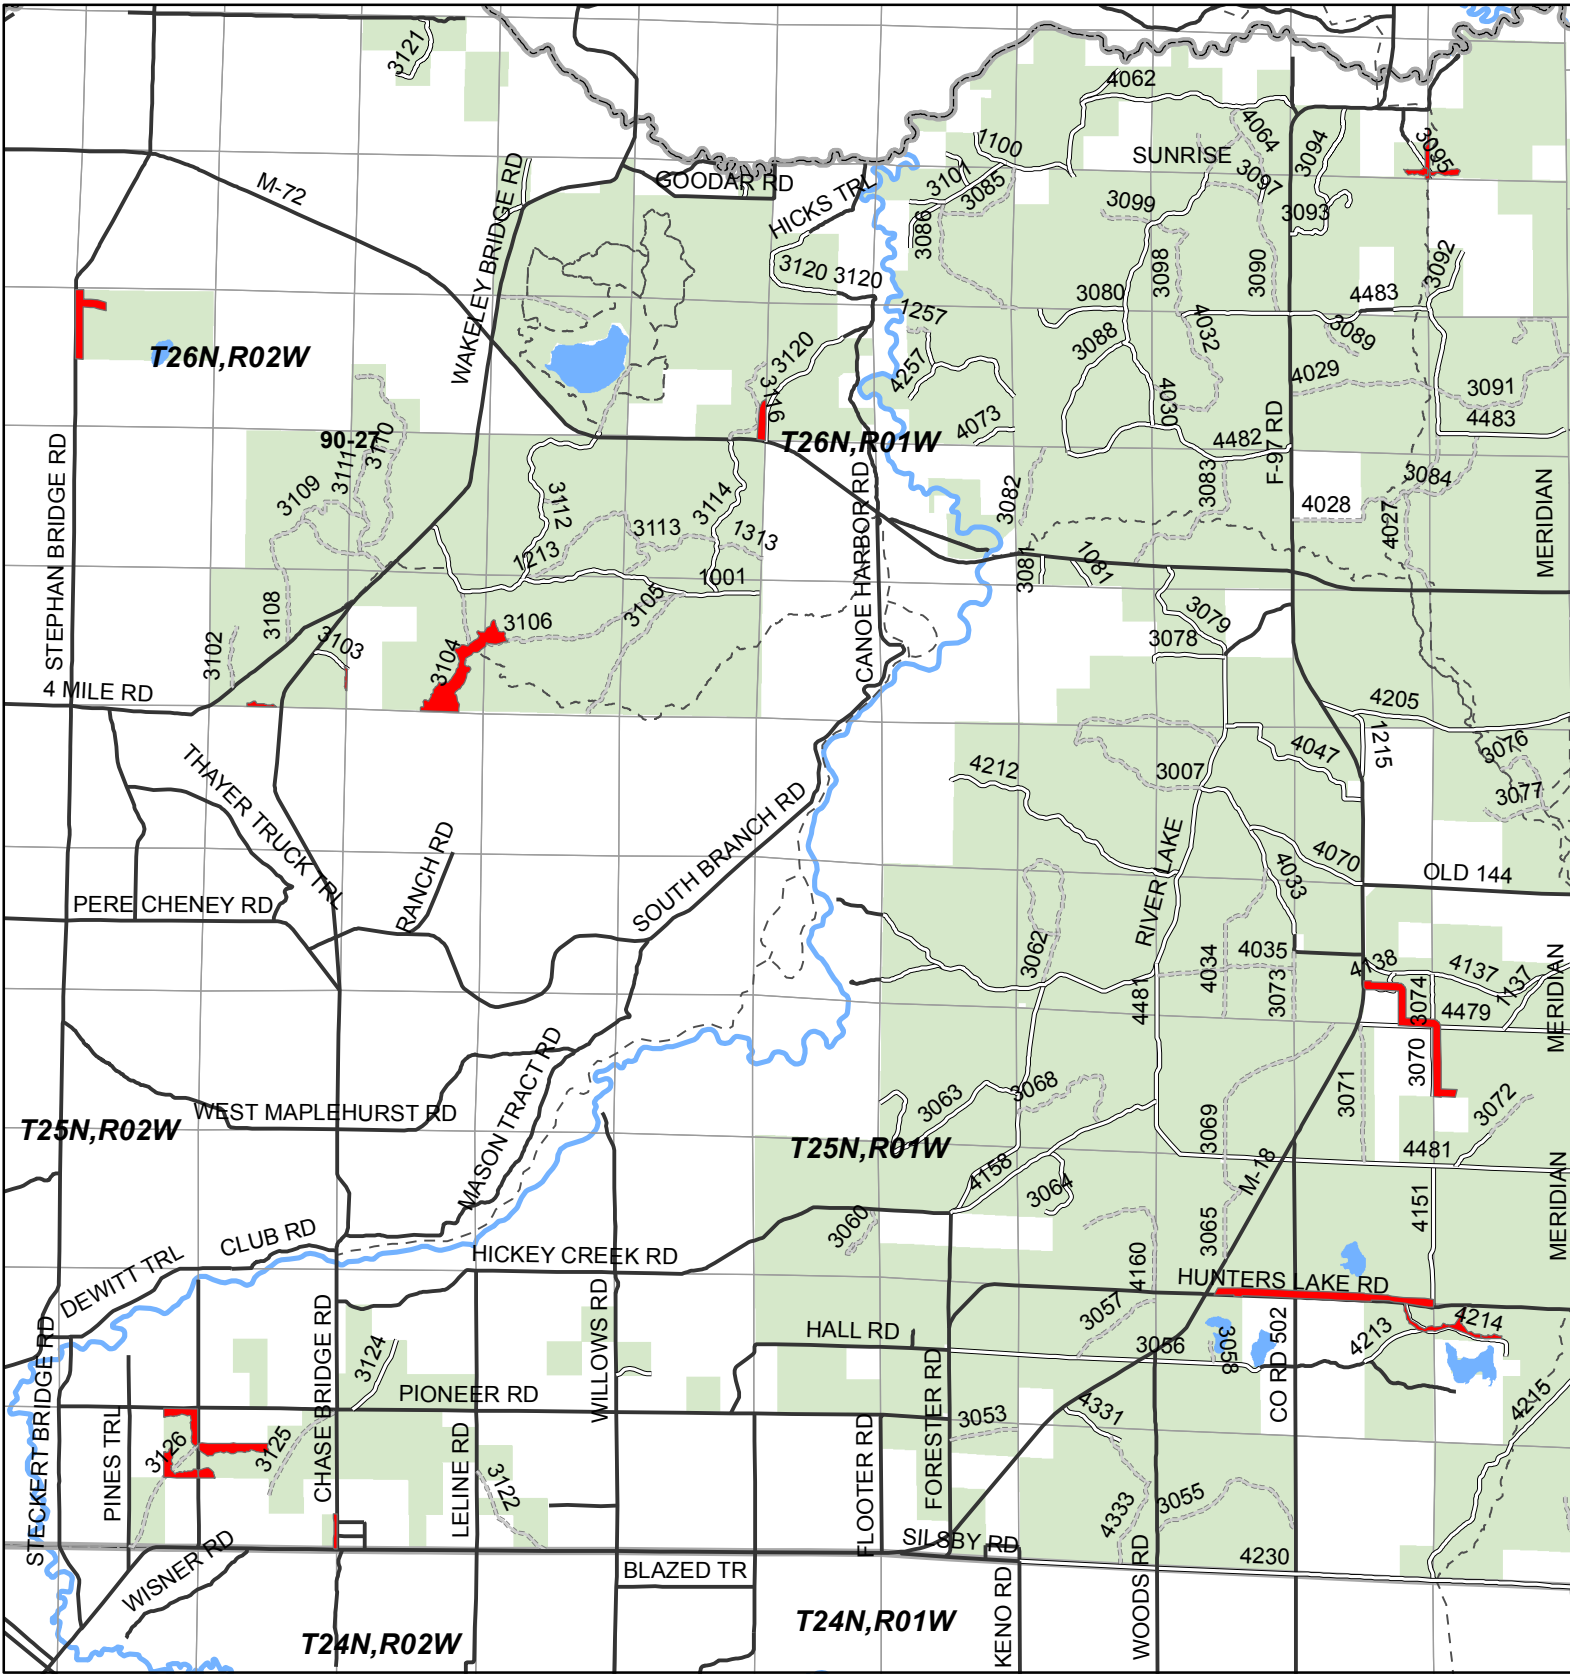 3121
4062
4064
1100
SUNRISE
3094
3095
M-72
WAKELEY BRIDGE RD
GOODAR RD
HICKS TRL
3101
3085
3086
3099
3097
3093
3120
3120
3098
3090
3092
3080
1257
4483
3088
4032
3089
T26N,R02W
3120
3116
4257
4029
3091
4030
4073
4482
F-97 RD
4483
90-27
T26N,R01W
3110
3111
3109
3112
3114
3113
1313
1213
1001
CANOE HARBOR RD
3082
3083
4028
4027
3084
MERIDIAN
STEPHAN BRIDGE RD
3081
1081
3108
3102
3103
3104
3106
3105
3079
3078
4 MILE RD
4205
1215
3076
3077
4047
3007
4212
THAYER TRUCK TRL
RANCH RD
SOUTH BRANCH RD
4070
OLD 144
4033
PERE CHENEY RD
RIVER LAKE
3062
4034
4035
3073
4138
4137
1137
3074
4479
4481
MERIDIAN
MASON TRACT RD
3070
3071
3072
3063
3068
3069
WEST MAPLEHURST RD
T25N,R02W
T25N,R01W
4481
M-18
4158
3064
4151
MERIDIAN
3060
3065
4160
CLUB RD
DEWITT TRL
HICKEY CREEK RD
HUNTERS LAKE RD
3057
HALL RD
3056
3058
CO RD 502
4213
4214
4215
STECKERT BRIDGE RD
CHASE BRIDGE RD
3124
WILLOWS RD
PIONEER RD
PINES TRL
3126
3125
LELINE RD
3122
FLOOTER RD
FORESTER RD
3053
4331
4333
3055
WISNER RD
SILSBY RD
4230
BLAZED TR
KENO RD
WOODS RD
T24N,R02W
T24N,R01W